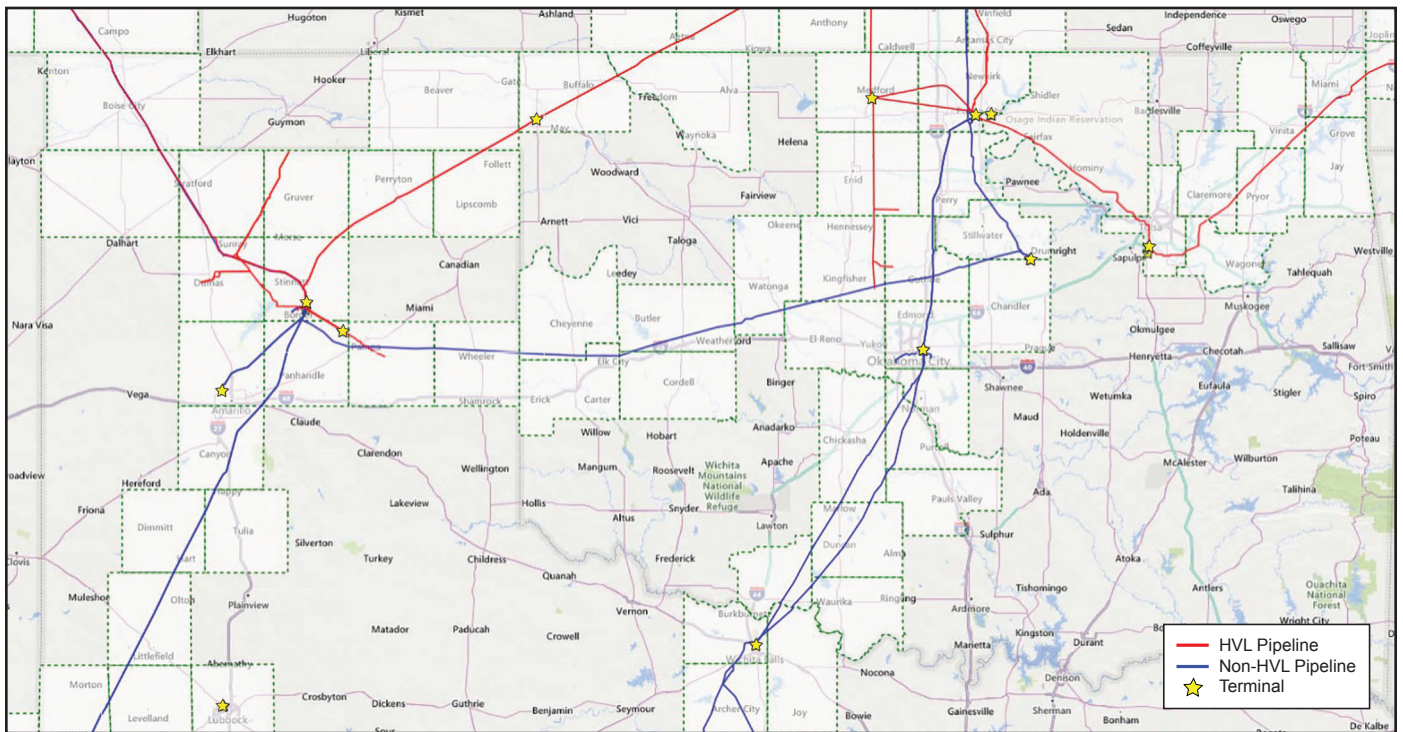 Hugoton
Kismet
Ashland
Anthony
Winfield
Sedan
Independence
Oswego
Campo
Elkhart
Liberal
Kiowa
Caldwell
Arkansas City
Coffeyville
Kenton
Hooker
Beaver
Gate
Buffalo
Freedom
Alva
Medford
Newkirk
Shidler
Bartlesville
Miami
Boise City
Guymon
May
Waynoka
Helena
Osage Indian Reservation
Fairfax
Vinita
Grove
Follett
Woodward
Enid
Pawnee
Hominy
Jay
Stratford
Gruver
Perryton
Lipscomb
Fairview
Perry
Claremore
Pryor
Arnett
Vici
Taloga
Okeene
Hennessey
Stillwater
Dalhart
Sunray
Morse
Canadian
Leedey
Watonga
Kingfisher
Guthrie
Drumright
Sapulpa
Wagoner
Westville
Tahlequah
Dumas
Stinnett
Borger
Miami
Cheyenne
Butler
Weatherford
El Reno
Yukon
Edmond
44
Chandler
Muskogee
Nara Visa
Pampa
Wheeler
Elk City
Oklahoma City
Prague
Okmulgee
Henryetta
Checotah
Sallisaw
Vega
Panhandle
40
Shamrock
Erick
Carter
Cordell
Binger
Norman
Shawnee
40
Wetumka
Eufaula
Stigler
Fort Smith
Spiro
Amarillo
27
Claude
Clarendon
Willow
Hobart
Anadarko
Chickasha
Purcell
Maud
Holdenville
Poteau
Canyon
Hereford
Wellington
Mangum
Roosevelt
Wichita
Mountains
National
Wildlife
Refuge
Apache
McAlester
Wilburton
Broadview
Happy
Lakeview
Hollis
Altus
Snyder
Lawton
Marlow
Pauls Valley
Ada
Talihina
Friona
Dimmitt
Tulia
Silverton
Turkey
Childress
Frederick
Duncan
Alma
Sulphur
Atoka
Clovis
Hart
Quanah
Tishomingo
Antlers
Ouachita
National
Forest
Muleshoe
Olton
Plainview
Vernon
44
Burkburnett
Waurika
Ringling
Ardmore
Wright City
Matador
Paducah
Crowell
Kingston
Durant
Littlefield
Abernathy
Wichita Falls
Nocona
Marietta
Denison
Morton
Levelland
Lubbock
Crosbyton
Dickens
Guthrie
Benjamin
Seymour
Archer City
Joy
Bowie
Gainesville
Sherman
Bonham
De Kalbe
HVL Pipeline
Non-HVL Pipeline
Terminal